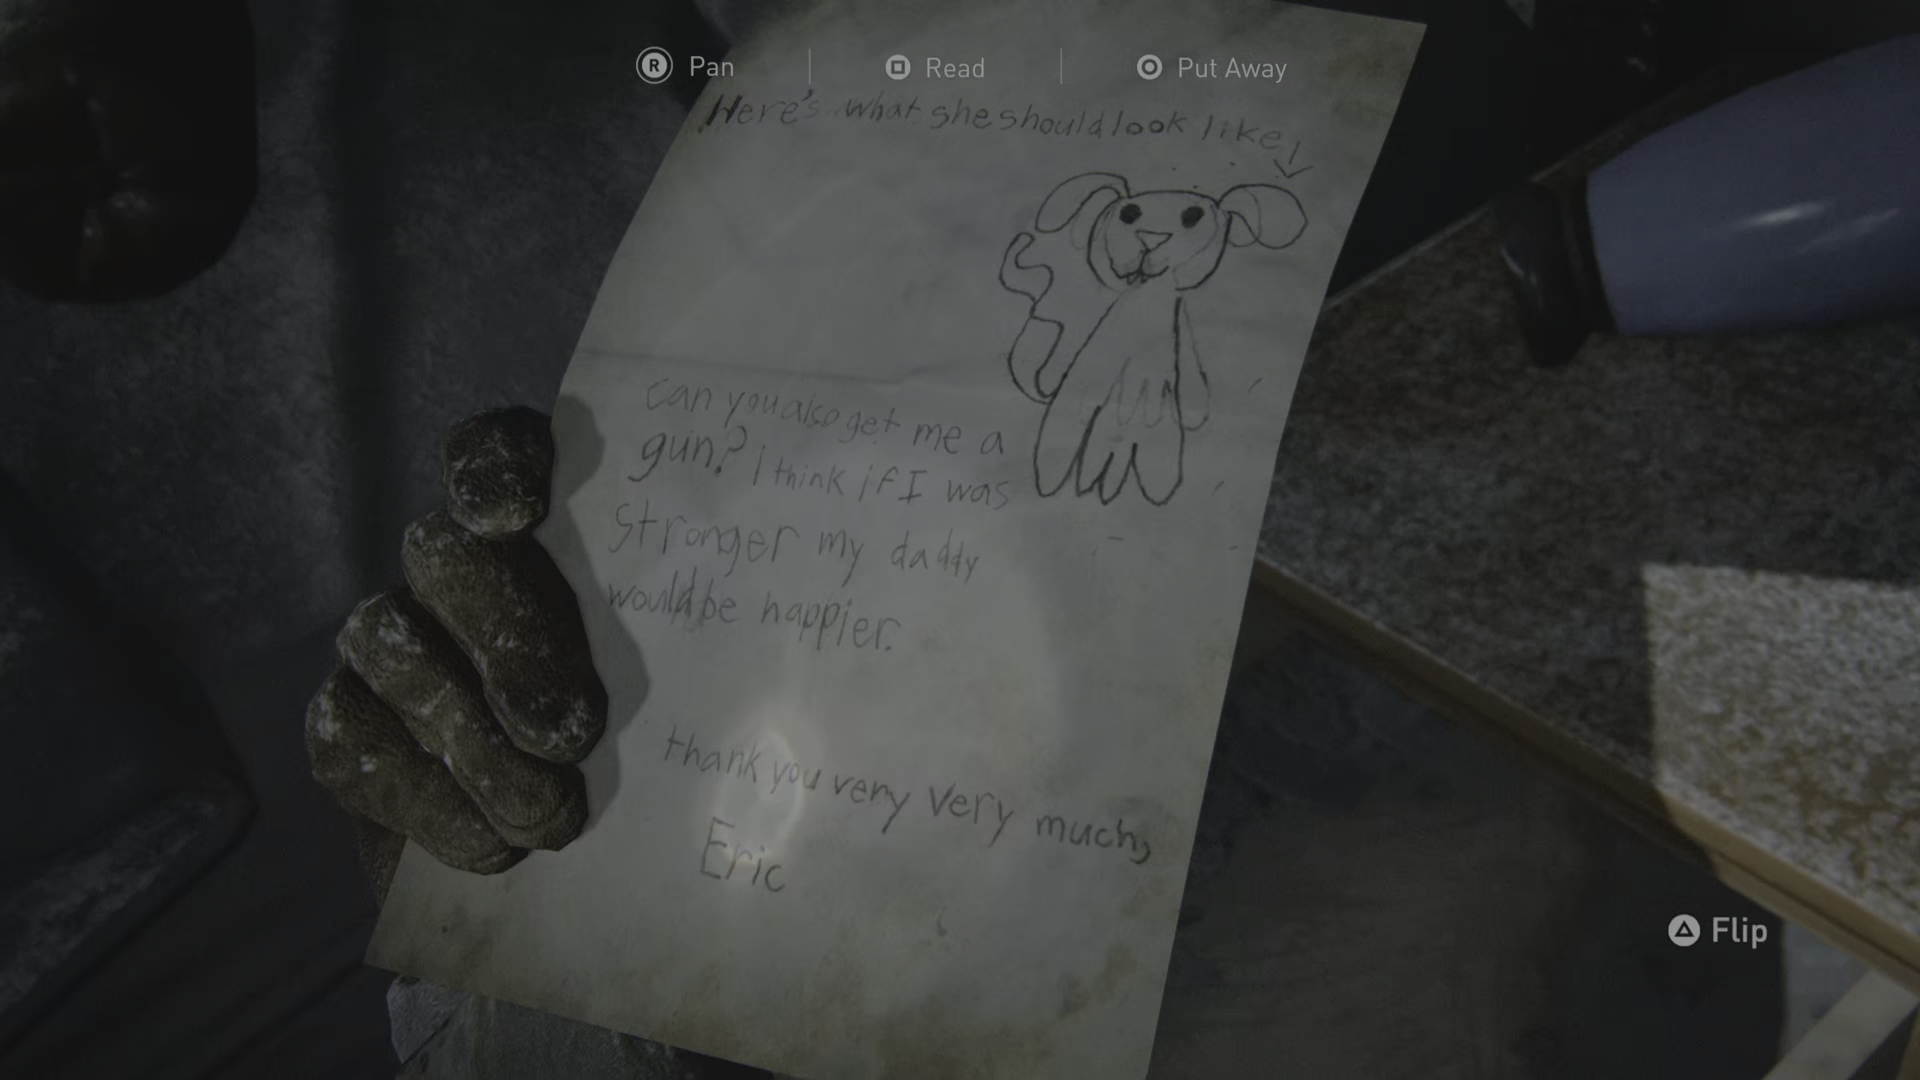 R Pan Read Put Away
Here's what she should look like!
Can you also get me a
gun? I think if I was
stronger my daddy
would be happier.
thank you very very much,
Eric
Flip